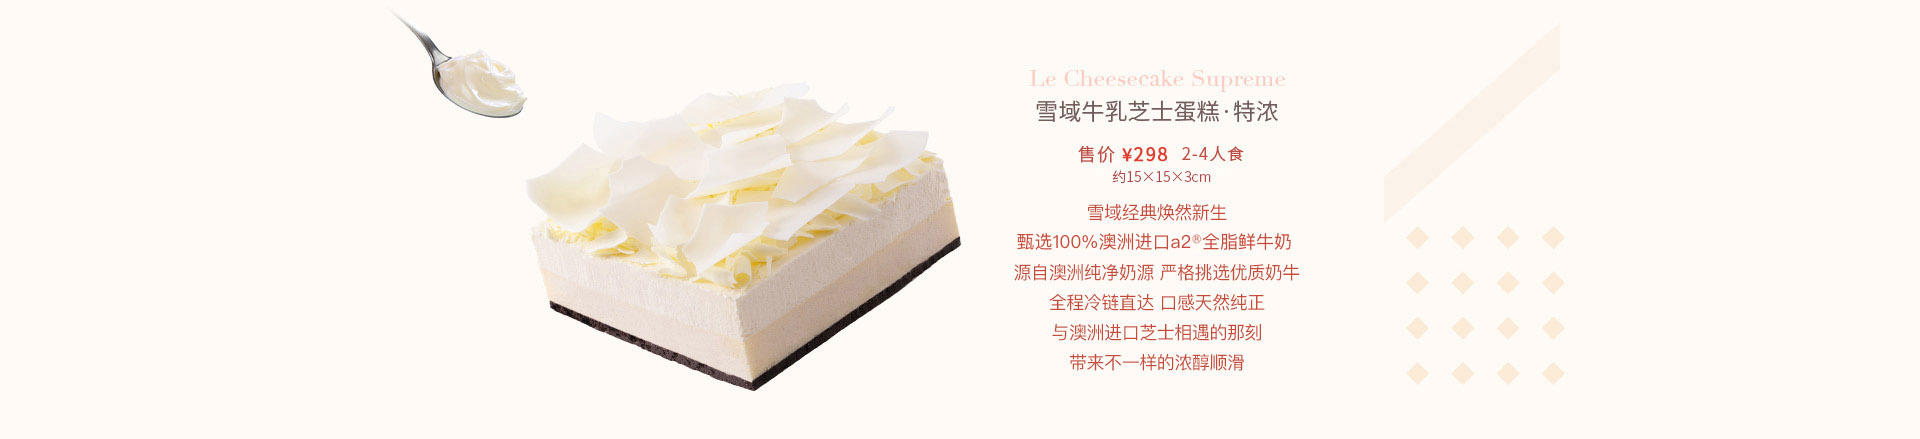 Le Cheesecake Supreme
雪域牛乳芝士蛋糕·特浓
售价 ¥298 2-4人食
约15×15×3cm
雪域经典焕然新生
甄选100%澳洲进口a2®全脂鲜牛奶
源自澳洲纯净奶源 严格挑选优质奶牛
全程冷链直达 口感天然纯正
与澳洲进口芝士相遇的那刻
带来不一样的浓醇顺滑